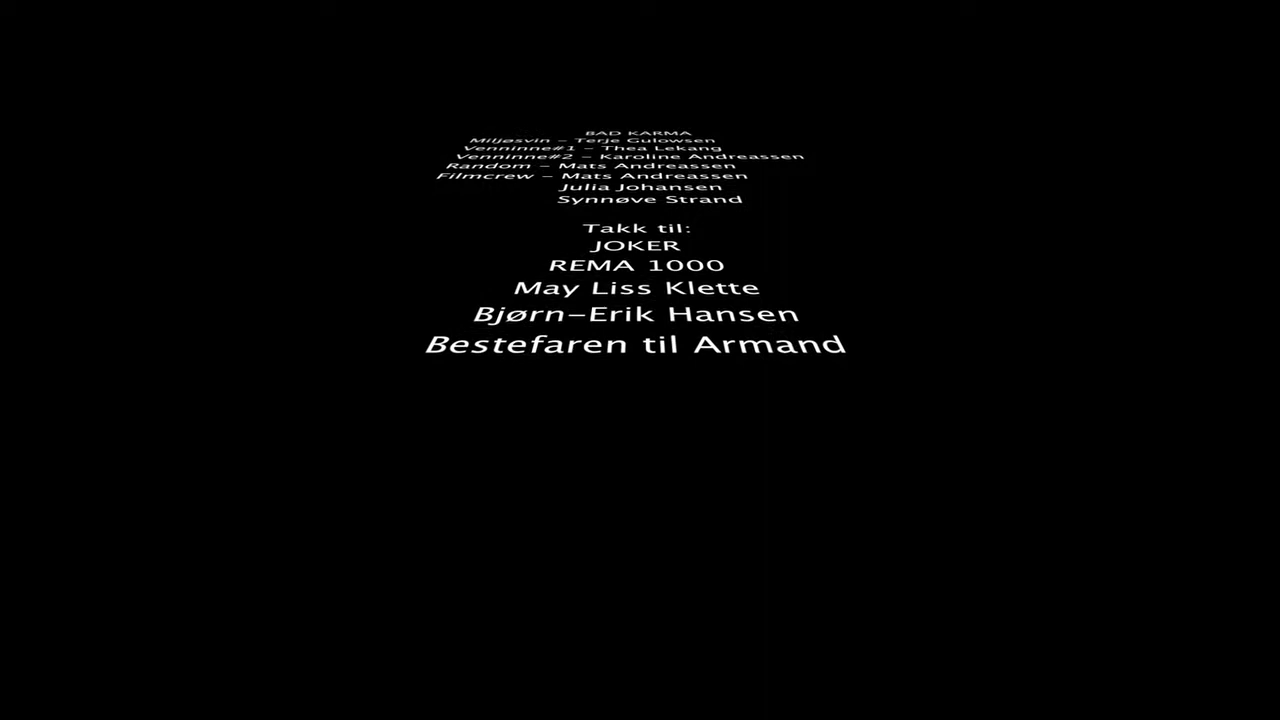 BAD KARMA
Miljøsvin – Terje Gulowsen
Venninne#1 – Thea Lekang
Venninne#2 – Karoline Andreassen
Random – Mats Andreassen
Filmcrew – Mats Andreassen
Julia Johansen
Synnøve Strand
Takk til:
JOKER
REMA 1000
May Liss Klette
Bjørn–Erik Hansen
Bestefaren til Armand